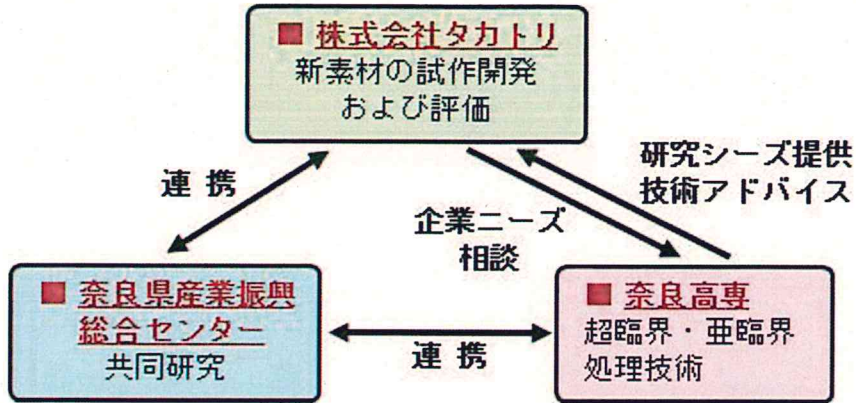 ■ 株式会社タカトリ
新素材の試作開発
および評価
連 携
研究シーズ提供
技術アドバイス
企業ニーズ
相談
■ 奈良県産業振興
総合センター
共同研究
連 携
■ 奈良高専
超臨界・亜臨界
処理技術